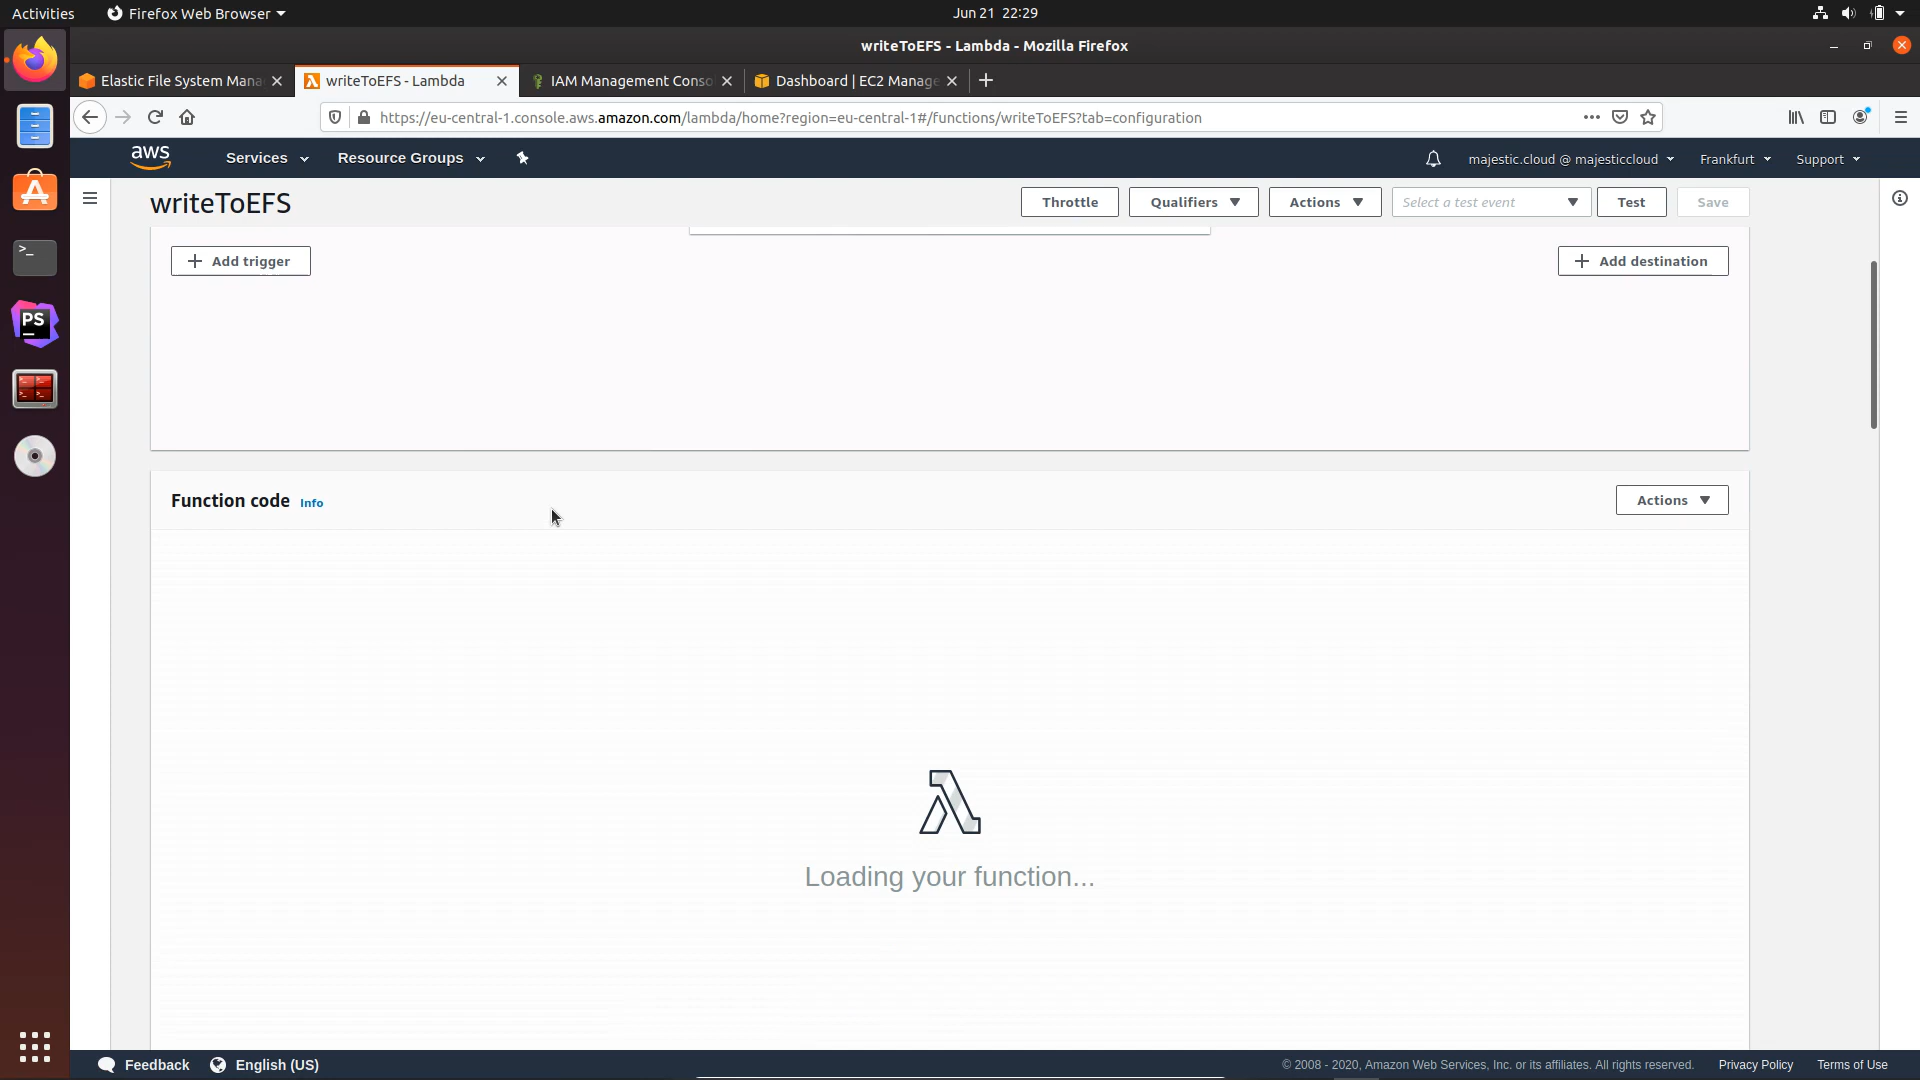 Activities Firefox Web Browser Jun 21 22:29
writeToEFS - Lambda - Mozilla Firefox
Elastic File System Mana writeToEFS - Lambda IAM Management Conso Dashboard | EC2 Manage
https://eu-central-1.console.aws.amazon.com/lambda/home?region=eu-central-1#/functions/writeToEFS?tab=configuration
aws Services Resource Groups majestic.cloud @ majesticcloud Frankfurt Support
writeToEFS Throttle Qualifiers Actions Select a test event Test Save
+ Add trigger + Add destination
Function code Info Actions
Loading your function...
Feedback English (US) © 2008 - 2020, Amazon Web Services, Inc. or its affiliates. All rights reserved. Privacy Policy Terms of Use
>_
PS